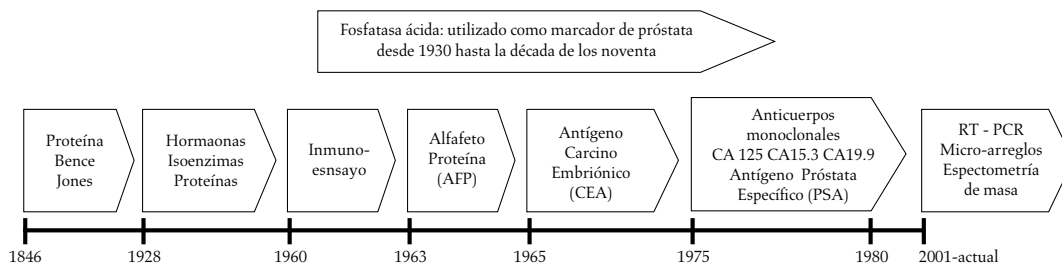 Fosfatasa ácida: utilizado como marcador de próstata
desde 1930 hasta la década de los noventa
Proteína
Bence
Jones
Hormaonas
Isoenzimas
Proteínas
Inmuno-
esnsayo
Alfafeto
Proteína
(AFP)
Antígeno
Carcino
Embriónico
(CEA)
Anticuerpos
monoclonales
CA 125 CA15.3 CA19.9
Antígeno Próstata
Específico (PSA)
RT - PCR
Micro-arreglos
Espectometría
de masa
1846
1928
1960
1963
1965
1975
1980
2001-actual